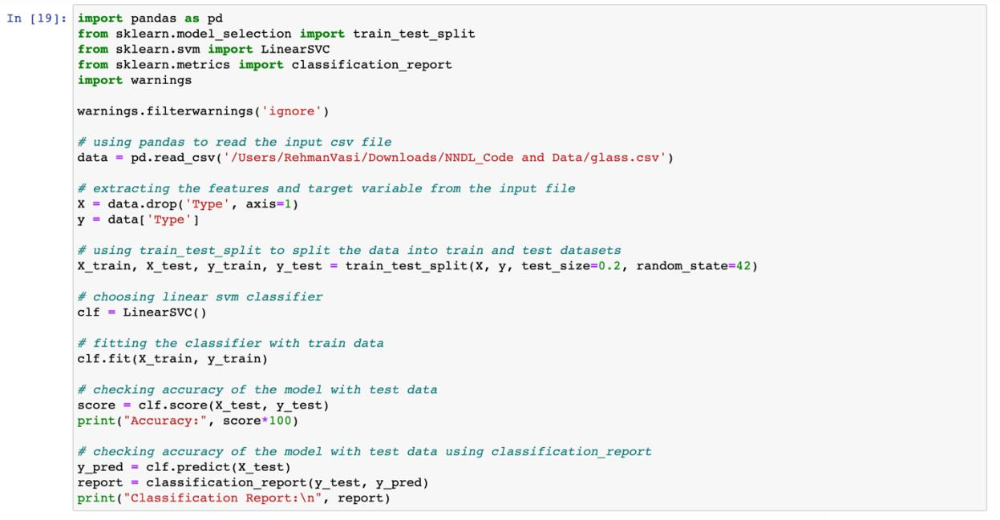 In [19]: import pandas as pd
from sklearn.model_selection import train_test_split
from sklearn.svm import LinearSVC
from sklearn.metrics import classification_report
import warnings
warnings.filterwarnings('ignore')
# using pandas to read the input csv file
data = pd.read_csv('/Users/RehmanVasi/Downloads/NNDL_Code and Data/glass.csv')
# extracting the features and target variable from the input file
X = data.drop('Type', axis=1)
y = data['Type']
# using train_test_split to split the data into train and test datasets
X_train, X_test, y_train, y_test = train_test_split(X, y, test_size=0.2, random_state=42)
# choosing linear svm classifier
clf = LinearSVC()
# fitting the classifier with train data
clf.fit(X_train, y_train)
# checking accuracy of the model with test data
score = clf.score(X_test, y_test)
print("Accuracy:", score*100)
# checking accuracy of the model with test data using classification_report
y_pred = clf.predict(X_test)
report = classification_report(y_test, y_pred)
print("Classification Report:\n", report)